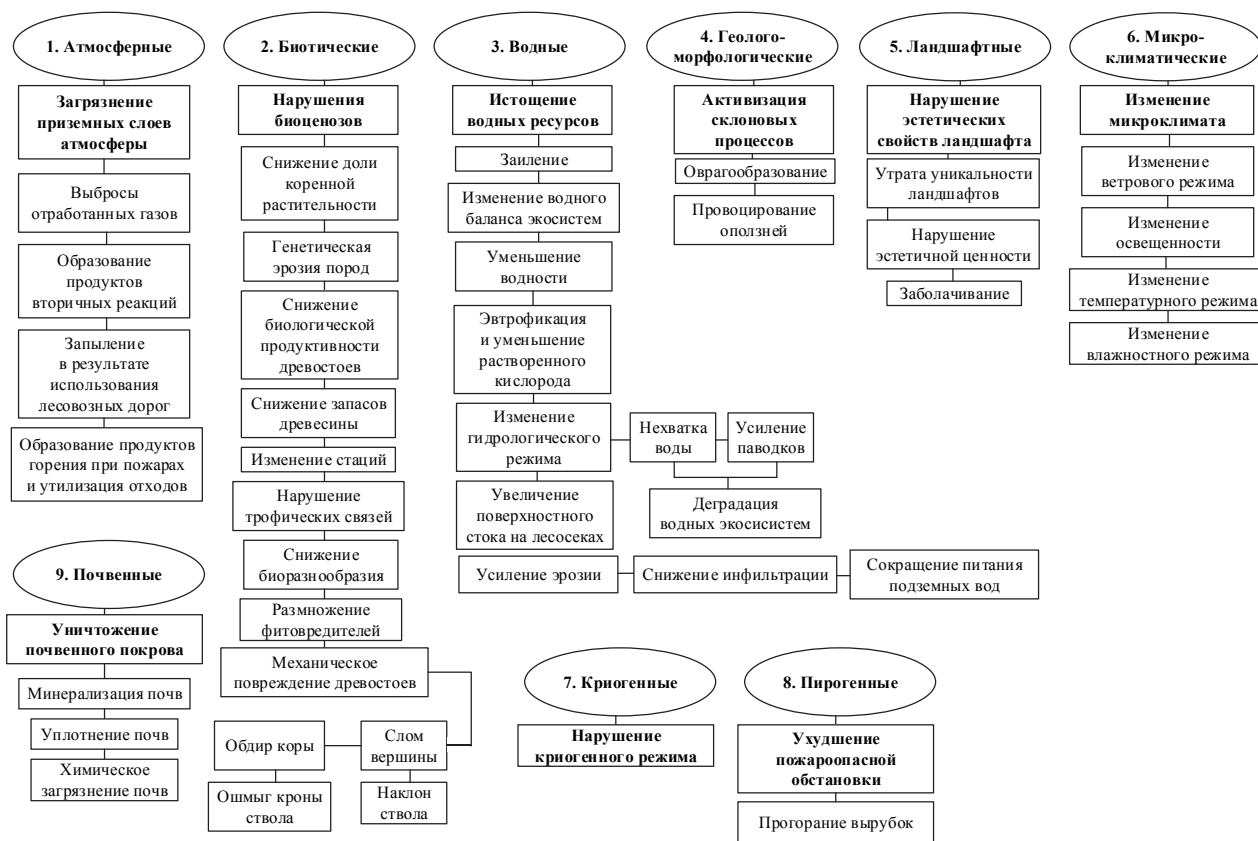 1. Атмосферные
Загрязнение
приземных слоев
атмосферы
Выбросы
отработанных газов
Образование
продуктов
вторичных реакций
Запыление
в результате
использования
лесовозных дорог
Образование продуктов
горения при пожарах
и утилизация отходов
2. Биотические
Нарушения
биоценозов
Снижение доли
коренной
растительности
Генетическая
эрозия пород
Снижение
биологической
продуктивности
древостоев
Снижение запасов
древесины
Изменение стаций
Нарушение
трофических связей
Снижение
биоразнообразия
Размножение
фитовредителей
Механическое
повреждение древостоев
Обдир коры
Слом
вершины
Ошмыг кроны
ствола
Наклон
ствола
3. Водные
Истощение
водных ресурсов
Заиление
Изменение водного
баланса экосистем
Уменьшение
водности
Эвтрофикация
и уменьшение
растворенного
кислорода
Изменение
гидрологического
режима
Нехватка
воды
Усиление
паводков
Деградация
водных экосисистем
Увеличение
поверхностного
стока на лесосеках
Усиление эрозии
Снижение инфильтрации
Сокращение питания
подземных вод
4. Геолого-
морфологические
Активизация
склоновых
процессов
Оврагообразование
Провоцирование
оползней
5. Ландшафтные
Нарушение
эстетических
свойств ландшафта
Утрата уникальности
ландшафтов
Нарушение
эстетичной ценности
Заболачивание
6. Микро-
климатические
Изменение
микроклимата
Изменение
ветрового режима
Изменение
освещенности
Изменение
температурного режима
Изменение
влажностного режима
7. Криогенные
Нарушение
криогенного режима
8. Пирогенные
Ухудшение
пожароопасной
обстановки
Прогорание вырубок
9. Почвенные
Уничтожение
почвенного покрова
Минерализация почв
Уплотнение почв
Химическое
загрязнение почв